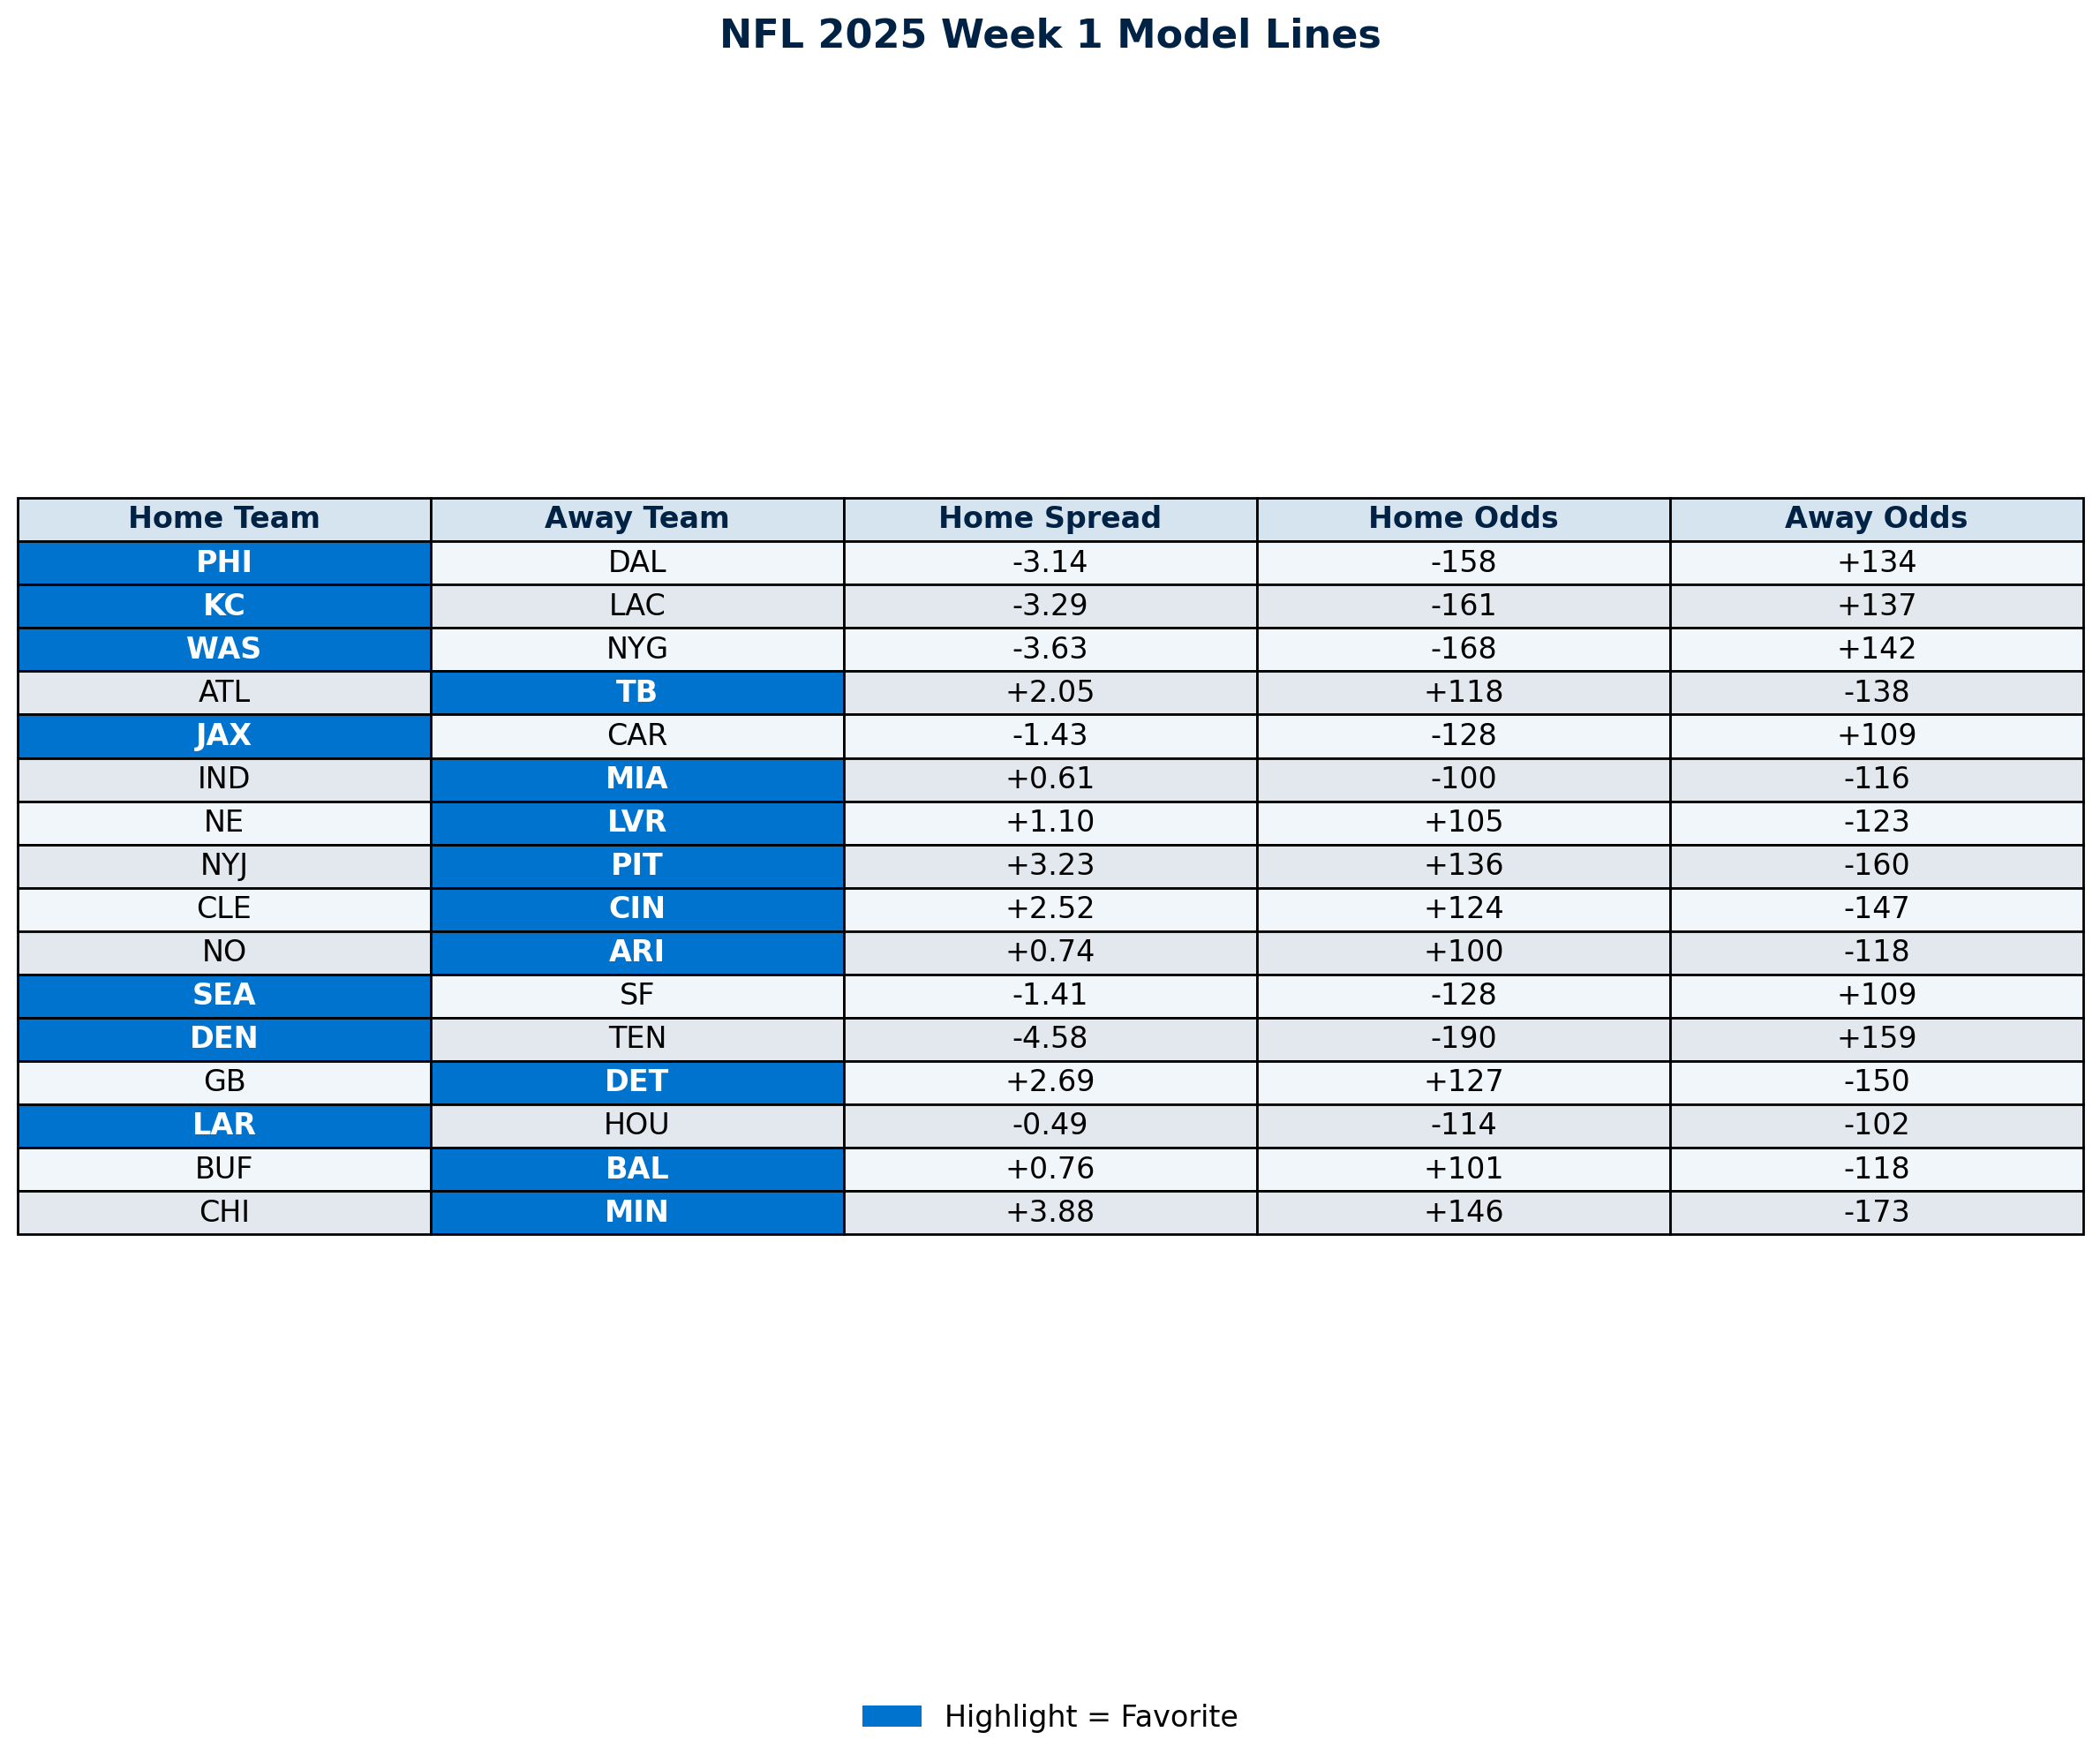 NFL 2025 Week 1 Model Lines
Home Team Away Team Home Spread Home Odds Away Odds
PHI DAL -3.14 -158 +134
KC LAC -3.29 -161 +137
WAS NYG -3.63 -168 +142
ATL TB +2.05 +118 -138
JAX CAR -1.43 -128 +109
IND MIA +0.61 -100 -116
NE LVR +1.10 +105 -123
NYJ PIT +3.23 +136 -160
CLE CIN +2.52 +124 -147
NO ARI +0.74 +100 -118
SEA SF -1.41 -128 +109
DEN TEN -4.58 -190 +159
GB DET +2.69 +127 -150
LAR HOU -0.49 -114 -102
BUF BAL +0.76 +101 -118
CHI MIN +3.88 +146 -173
Highlight = Favorite